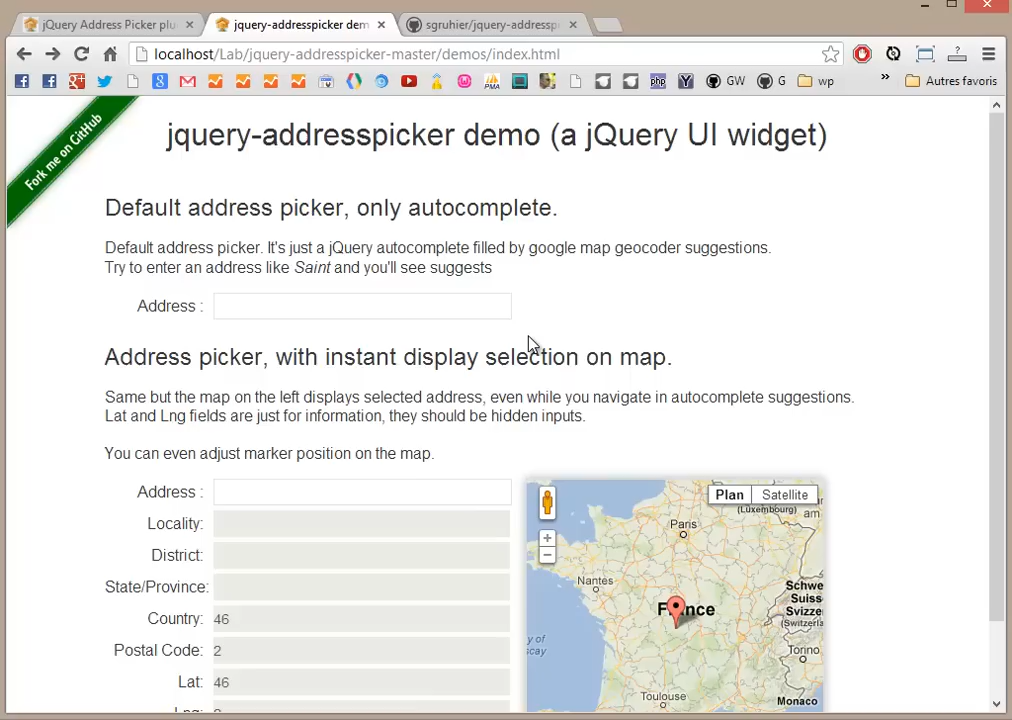 jQuery Address Picker plu
jquery-addresspicker dem
sgruhier/jquery-addressp
localhost/Lab/jquery-addresspicker-master/demos/index.html
GW
G
wp
»
Autres favoris
Fork me on GitHub
jquery-addresspicker demo (a jQuery UI widget)
Default address picker, only autocomplete.
Default address picker. It's just a jQuery autocomplete filled by google map geocoder suggestions.
Try to enter an address like Saint and you'll see suggests
Address :
Address picker, with instant display selection on map.
Same but the map on the left displays selected address, even while you navigate in autocomplete suggestions.
Lat and Lng fields are just for information, they should be hidden inputs.
You can even adjust marker position on the map.
Address :
Locality:
District:
State/Province:
Country: 46
Postal Code: 2
Lat: 46
Plan
Satellite
(Luxembourg)
am
Paris
Nantes
France
Schwe
Suiss
Svizze
(Switzerla
y of
scay
Torino
Toulouse
Monaco